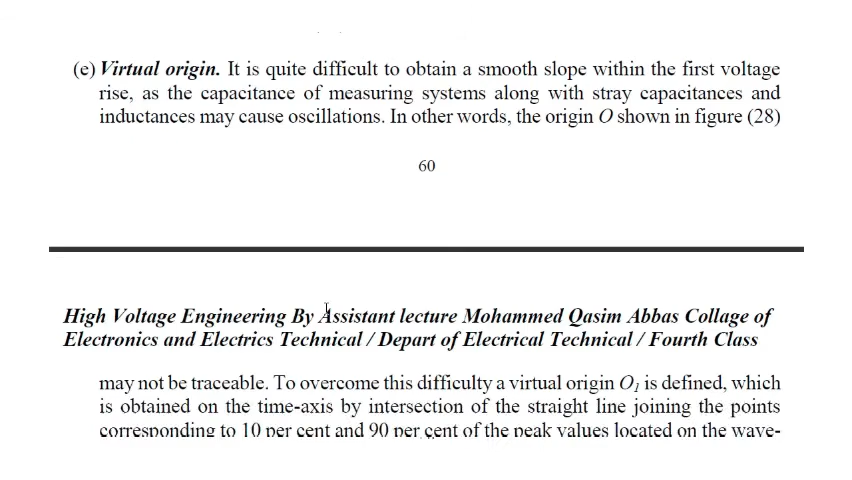 (e) Virtual origin. It is quite difficult to obtain a smooth slope within the first voltage
rise, as the capacitance of measuring systems along with stray capacitances and
inductances may cause oscillations. In other words, the origin O shown in figure (28)
60
High Voltage Engineering By Assistant lecture Mohammed Qasim Abbas Collage of
Electronics and Electrics Technical / Depart of Electrical Technical / Fourth Class
may not be traceable. To overcome this difficulty a virtual origin O1 is defined, which
is obtained on the time-axis by intersection of the straight line joining the points
corresponding to 10 per cent and 90 per cent of the peak values located on the wave-